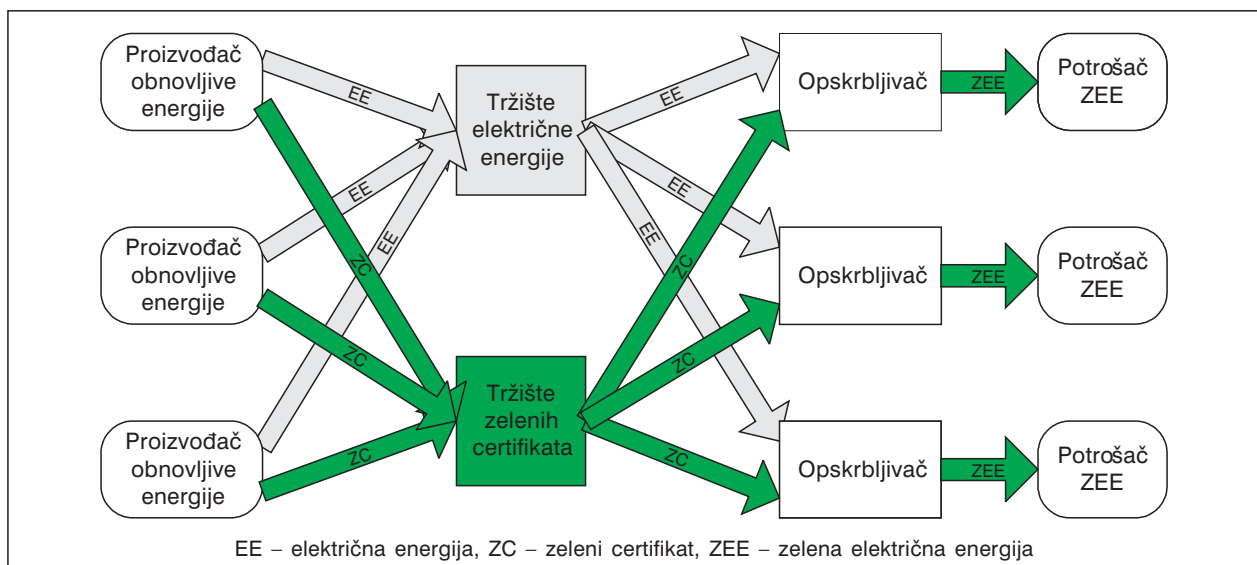 Proizvođač
obnovljive
energije
EE
ZC
Proizvođač
obnovljive
energije
EE
ZC
Proizvođač
obnovljive
energije
EE
ZC
Tržište
električne
energije
Tržište
zelenih
certifikata
EE
EE
EE
ZC
ZC
ZC
Opskrbljivač
ZEE
Potrošač
ZEE
Opskrbljivač
ZEE
Potrošač
ZEE
Opskrbljivač
ZEE
Potrošač
ZEE
EE – električna energija, ZC – zeleni certifikat, ZEE – zelena električna energija